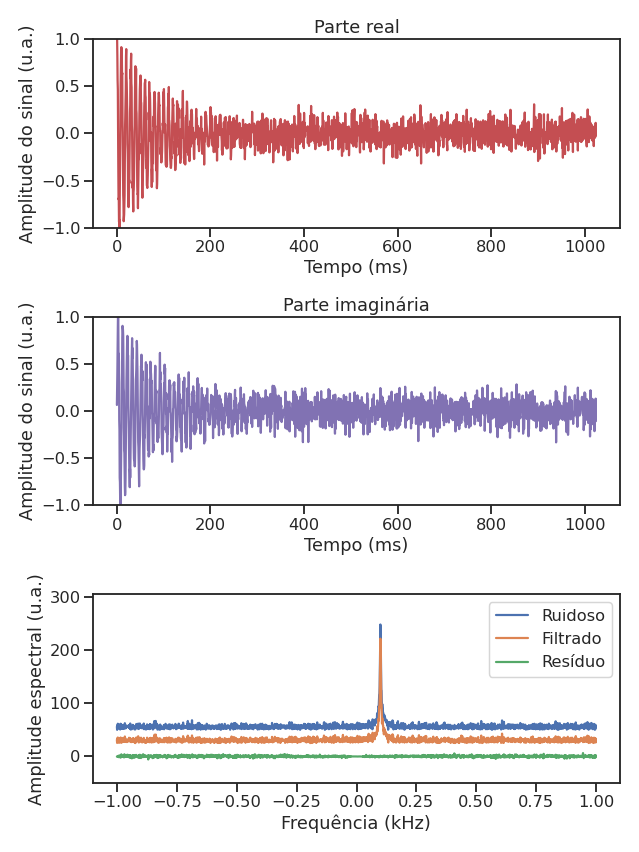 Parte real
Amplitude do sinal (u.a.)
1.0
0.5
0.0
−0.5
−1.0
0 200 400 600 800 1000
Tempo (ms)
Parte imaginária
Amplitude do sinal (u.a.)
1.0
0.5
0.0
−0.5
−1.0
0 200 400 600 800 1000
Tempo (ms)
Amplitude espectral (u.a.)
300
200
100
0
Ruidoso
Filtrado
Resíduo
−1.00 −0.75 −0.50 −0.25 0.00 0.25 0.50 0.75 1.00
Frequência (kHz)